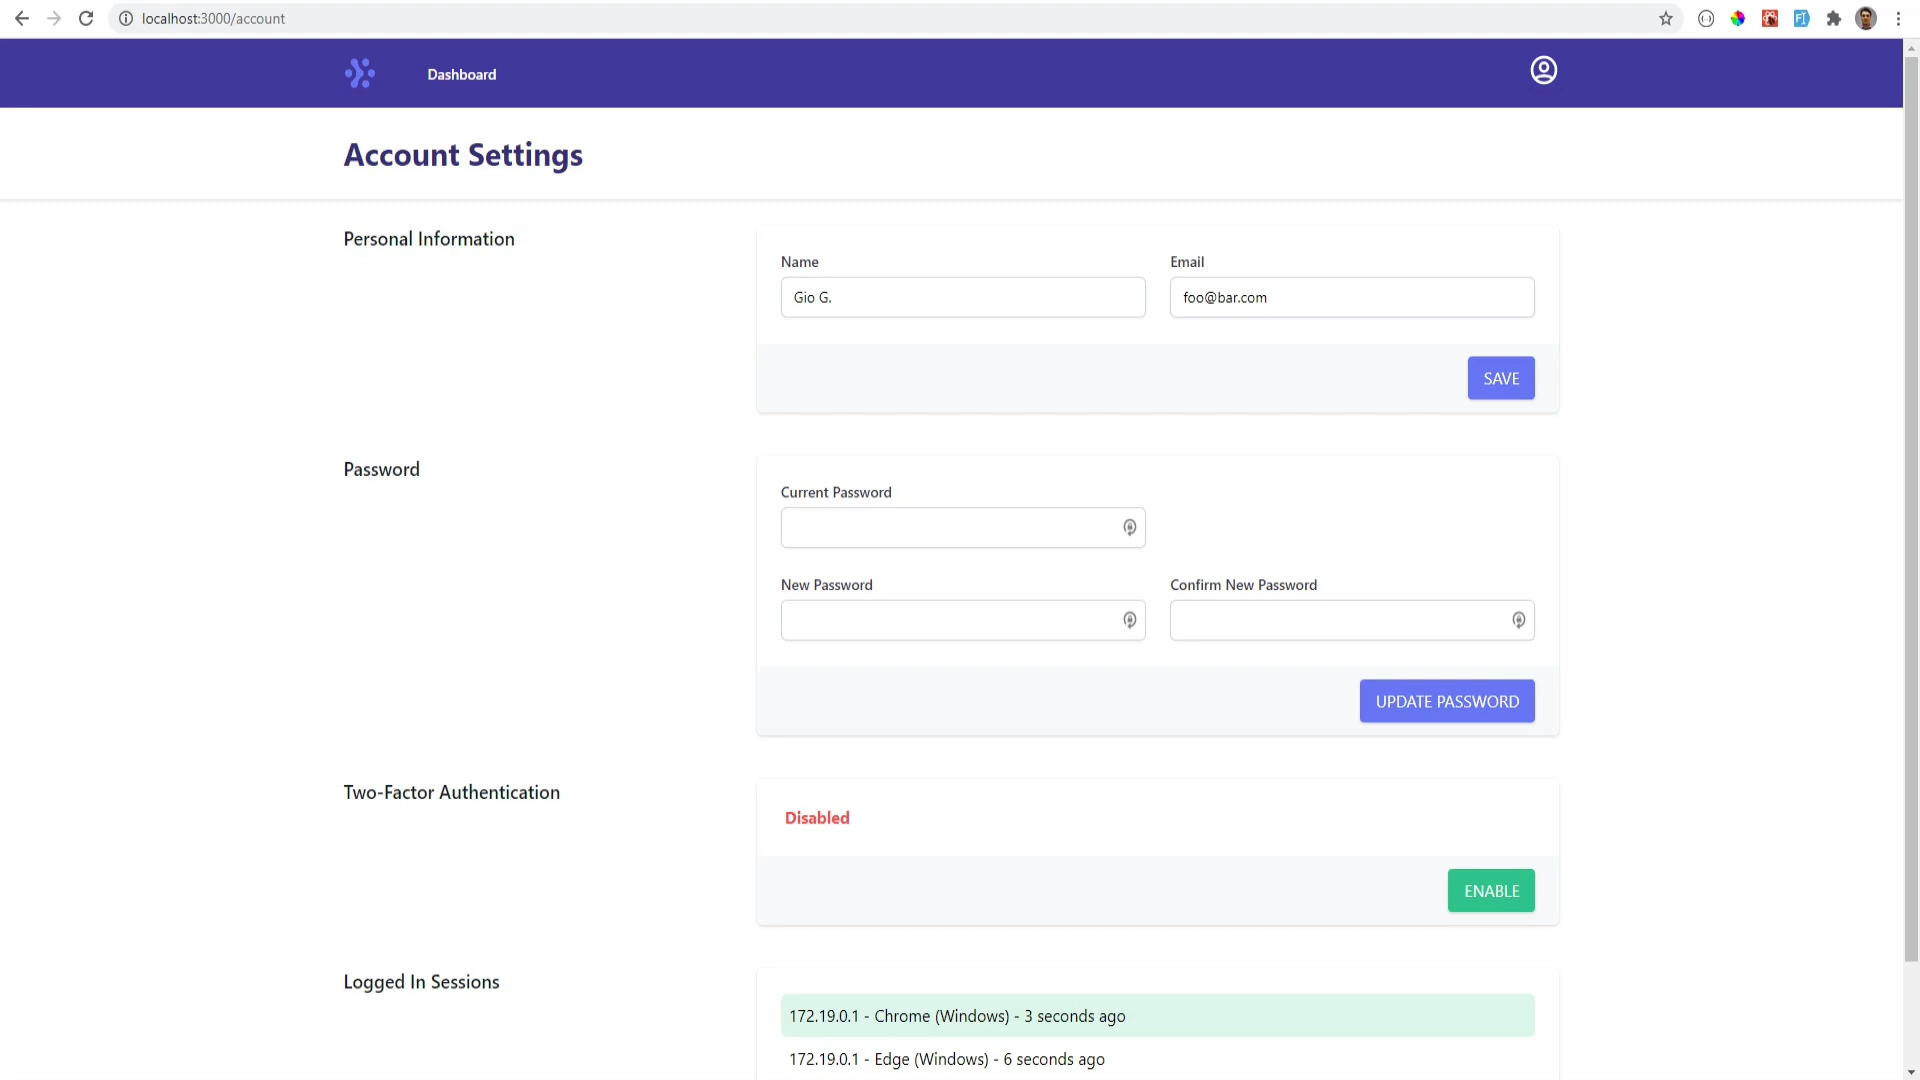 localhost:3000/account
Dashboard
Account Settings
Personal Information
Name
Email
Gio G.
foo@bar.com
SAVE
Password
Current Password
New Password
Confirm New Password
UPDATE PASSWORD
Two-Factor Authentication
Disabled
ENABLE
Logged In Sessions
172.19.0.1 - Chrome (Windows) - 3 seconds ago
172.19.0.1 - Edge (Windows) - 6 seconds ago